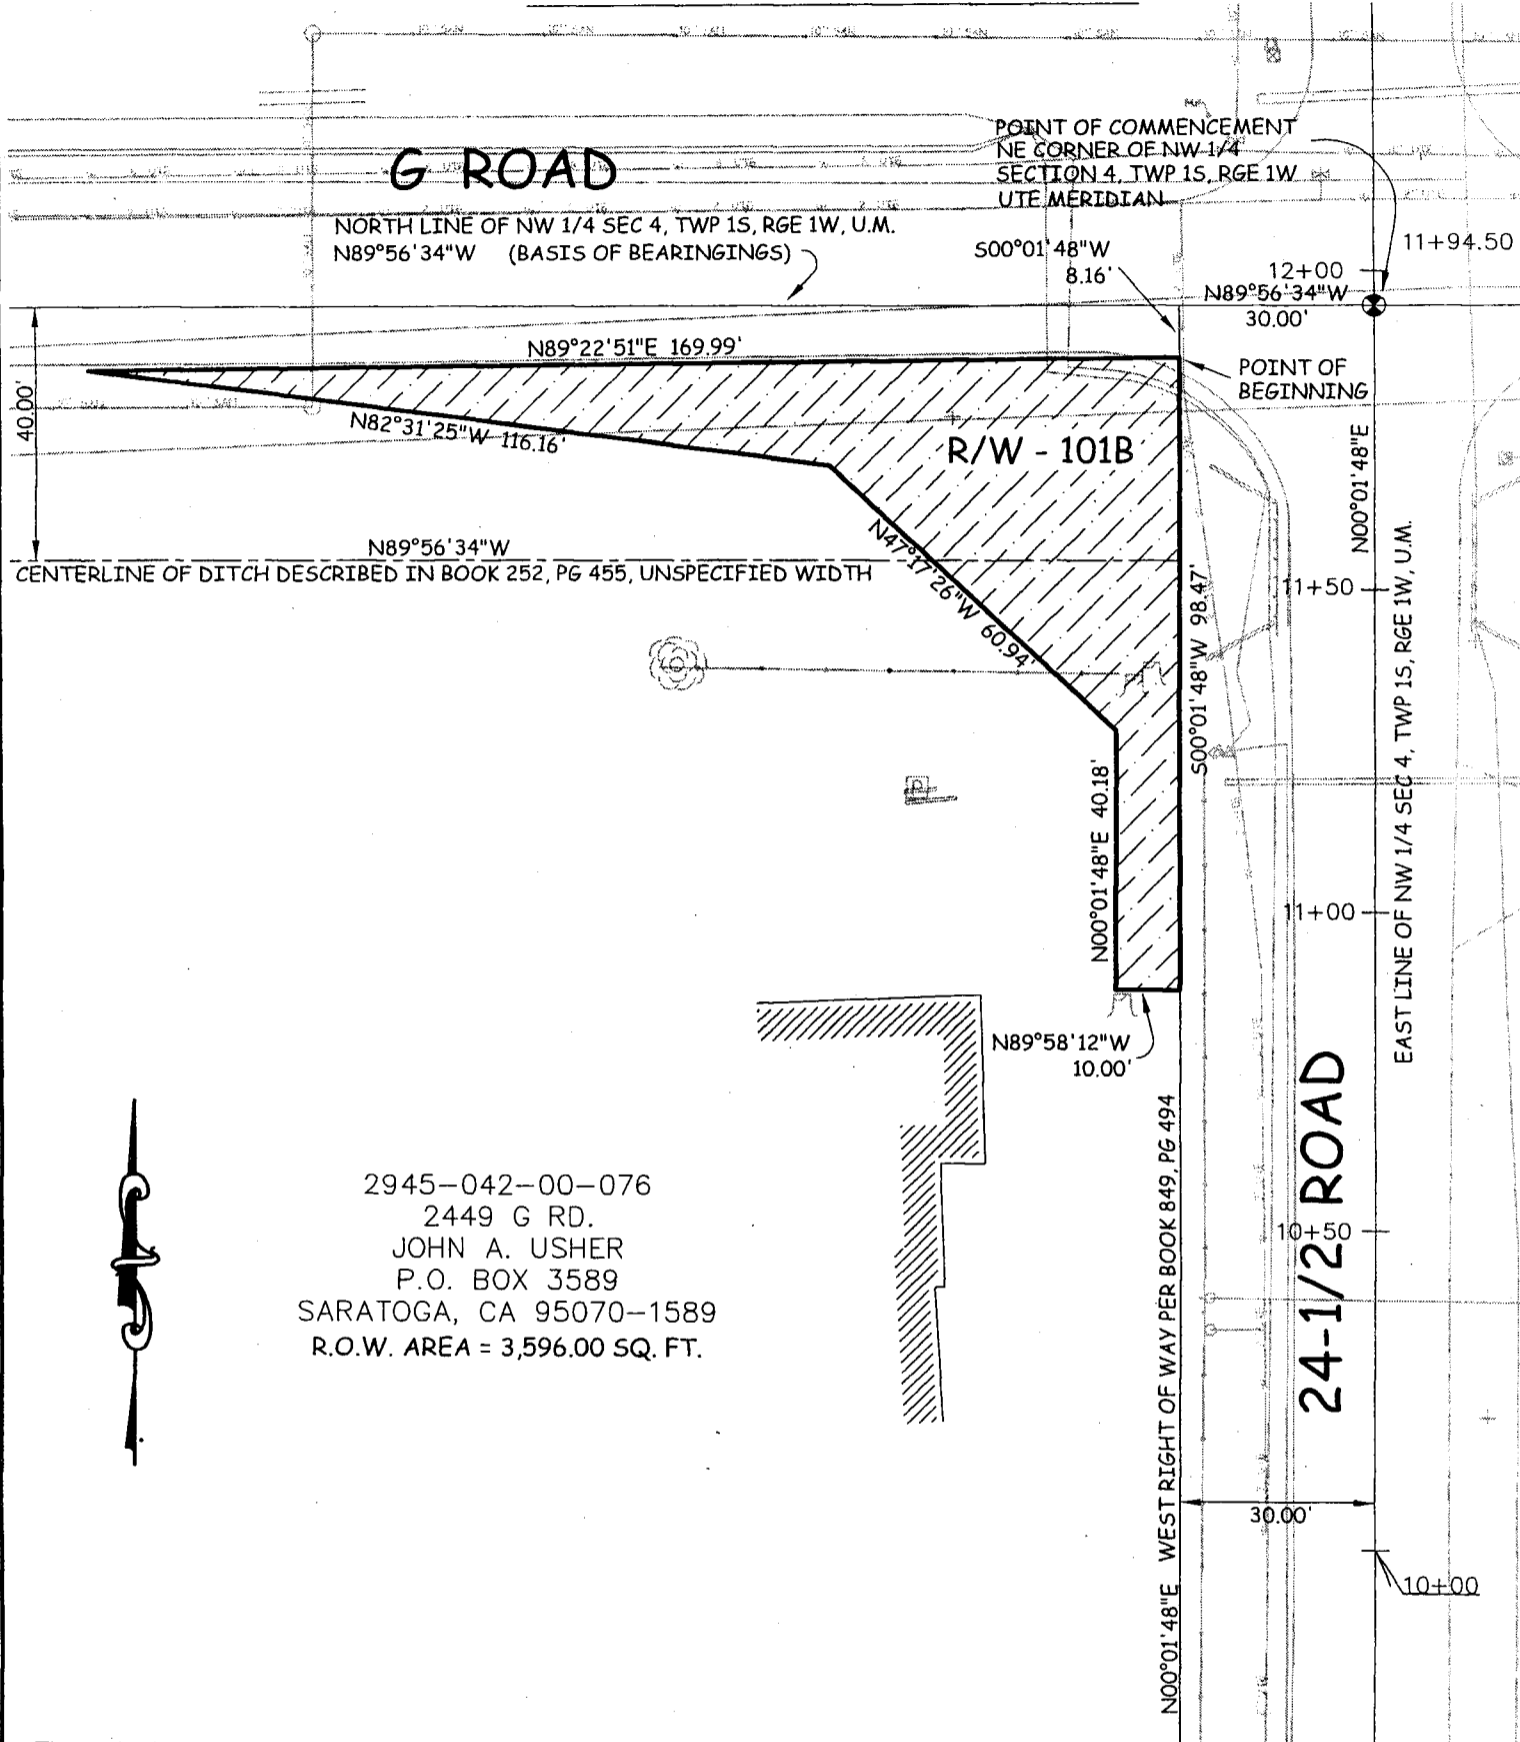 POINT OF COMMENCEMENT
NE CORNER OF NW 1/4
SECTION 4, TWP 1S, RGE 1W
UTE MERIDIAN
G ROAD
NORTH LINE OF NW 1/4 SEC 4, TWP 1S, RGE 1W, U.M.
N89°56'34"W (BASIS OF BEARINGINGS)
S00°01'48"W
8.16'
11+94.50
12+00
N89°56'34"W
30.00'
N89°22'51"E 169.99'
POINT OF
BEGINNING
40.00'
N82°31'25"W 116.16'
R/W - 101B
N00°01'48"E
N89°56'34"W
CENTERLINE OF DITCH DESCRIBED IN BOOK 252, PG 455, UNSPECIFIED WIDTH
N47°17'26"W 60.94'
S00°01'48"W 98.47'
11+50
EAST LINE OF NW 1/4 SEC 4, TWP 1S, RGE 1W, U.M.
N00°01'48"E 40.18'
11+00
N89°58'12"W
10.00'
24-1/2 ROAD
N00°01'48"E WEST RIGHT OF WAY PER BOOK 849, PG 494
2945-042-00-076
2449 G RD.
JOHN A. USHER
P.O. BOX 3589
SARATOGA, CA 95070-1589
R.O.W. AREA = 3,596.00 SQ. FT.
10+50
30.00'
10+00